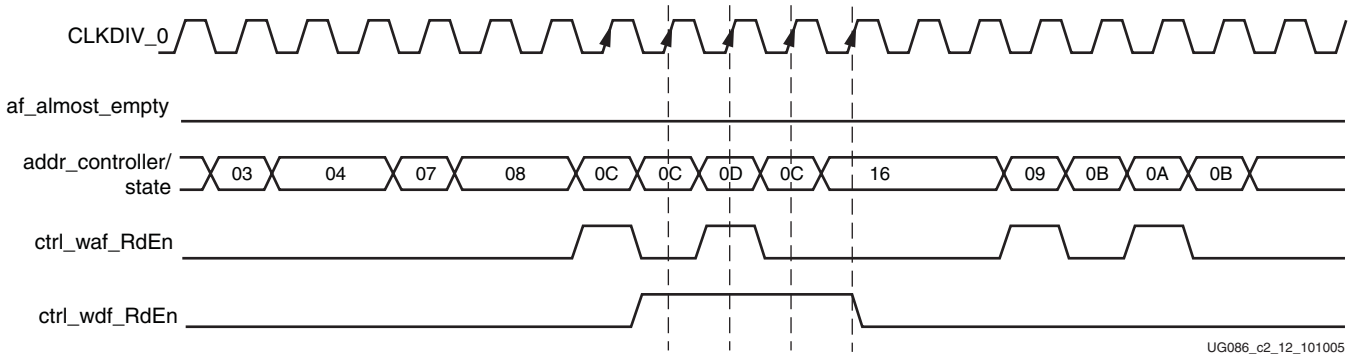 CLKDIV_0
af_almost_empty
addr_controller/
state
03 04 07 08 0C 0C 0D 0C 16 09 0B 0A 0B
ctrl_waf_RdEn
ctrl_wdf_RdEn
UG086_c2_12_101005